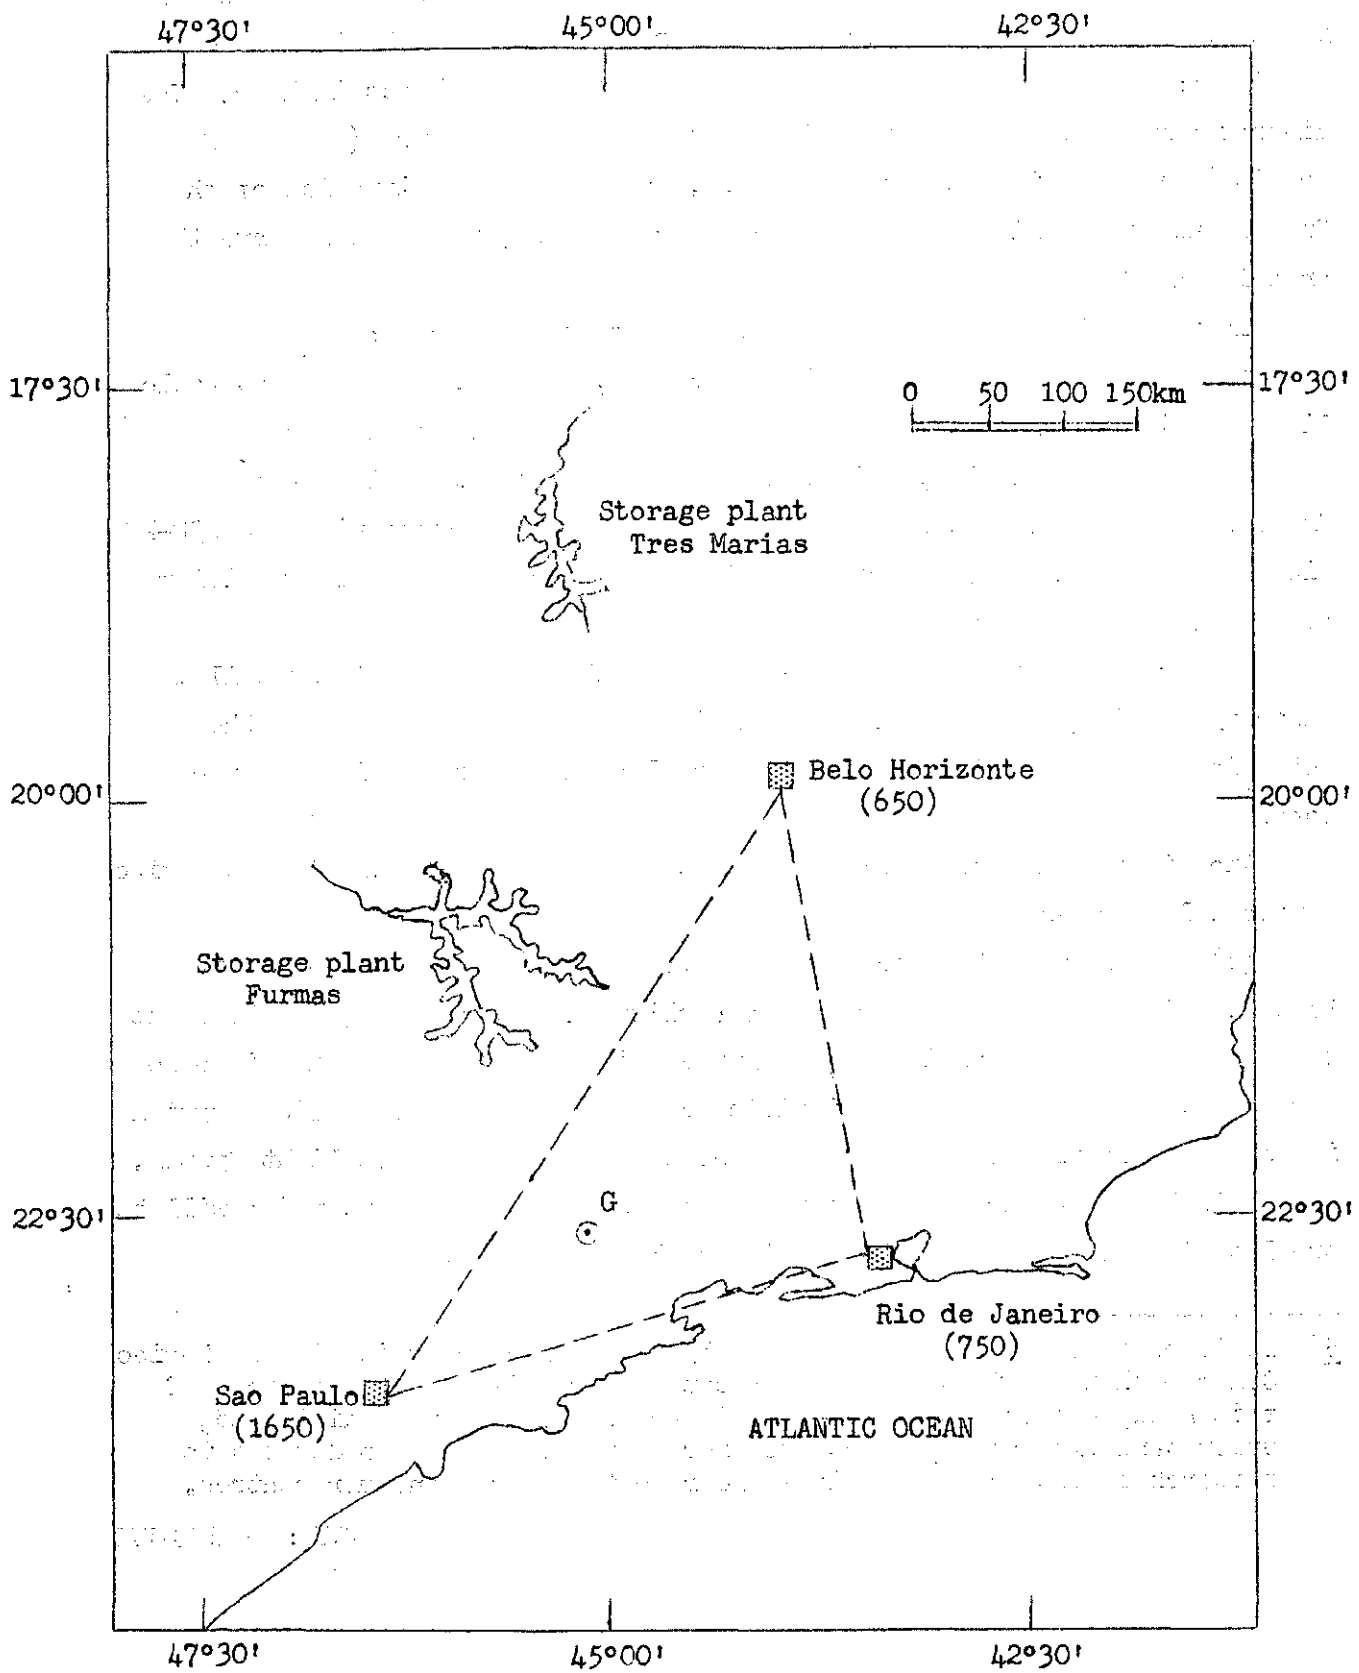 47°30' 45°00' 42°30'
17°30' 17°30'
0 50 100 150km
Storage plant
Tres Marias
Belo Horizonte
(650)
20°00' 20°00'
Storage plant
Furmas
G
22°30' 22°30'
Rio de Janeiro
(750)
Sao Paulo
(1650)
ATLANTIC OCEAN
47°30' 45°00' 42°30'